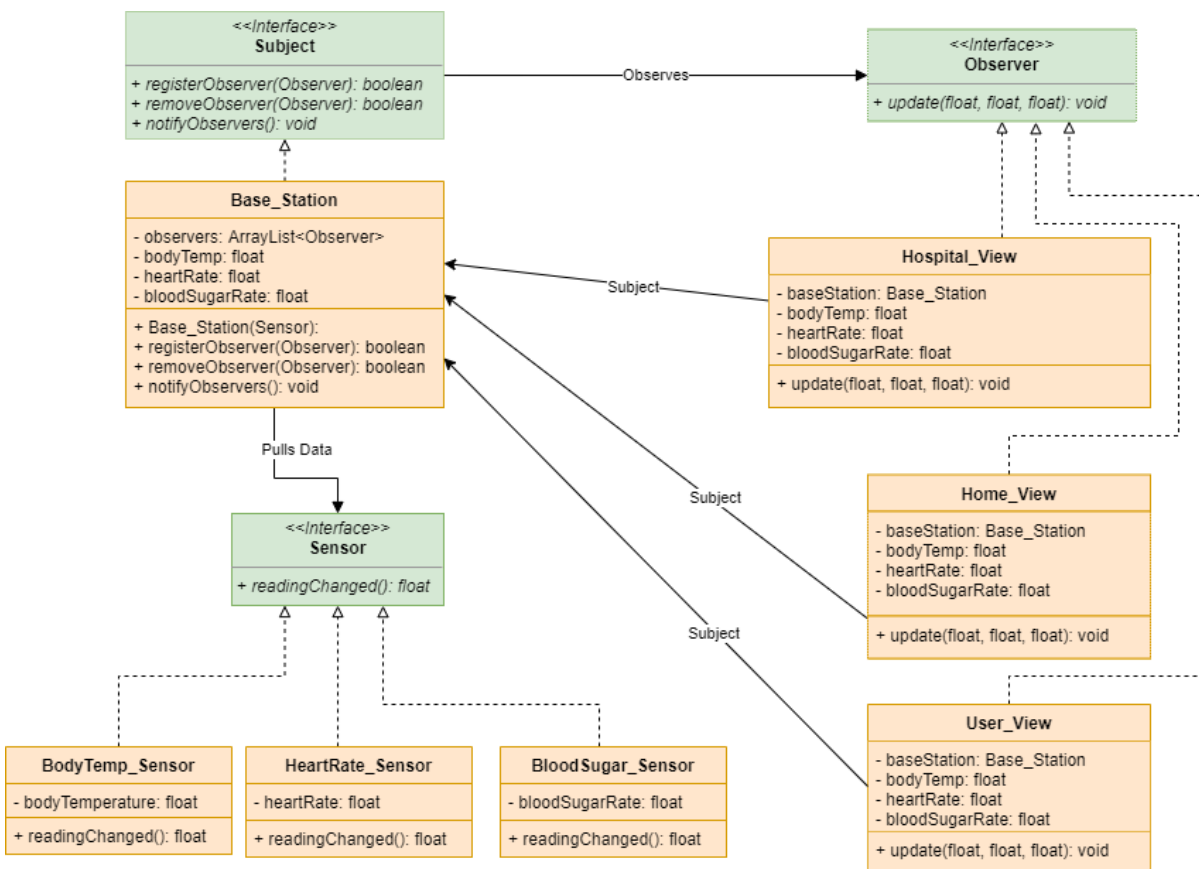 <<Interface>>
Subject
+ registerObserver(Observer): boolean
+ removeObserver(Observer): boolean
+ notifyObservers(): void
Observes
<<Interface>>
Observer
+ update(float, float, float): void
Base_Station
- observers: ArrayList<Observer>
- bodyTemp: float
- heartRate: float
- bloodSugarRate: float
+ Base_Station(Sensor):
+ registerObserver(Observer): boolean
+ removeObserver(Observer): boolean
+ notifyObservers(): void
Subject
Hospital_View
- baseStation: Base_Station
- bodyTemp: float
- heartRate: float
- bloodSugarRate: float
+ update(float, float, float): void
Pulls Data
Subject
Home_View
- baseStation: Base_Station
- bodyTemp: float
- heartRate: float
- bloodSugarRate: float
+ update(float, float, float): void
<<Interface>>
Sensor
+ readingChanged(): float
Subject
User_View
- baseStation: Base_Station
- bodyTemp: float
- heartRate: float
- bloodSugarRate: float
+ update(float, float, float): void
BodyTemp_Sensor
- bodyTemperature: float
+ readingChanged(): float
HeartRate_Sensor
- heartRate: float
+ readingChanged(): float
BloodSugar_Sensor
- bloodSugarRate: float
+ readingChanged(): float